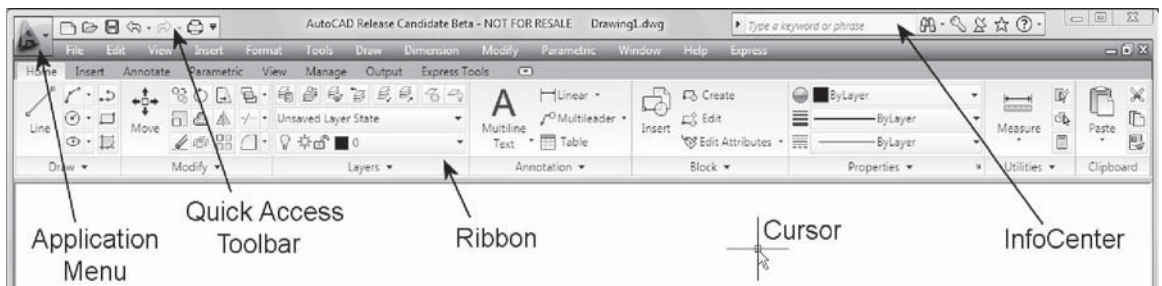 AutoCAD Release Candidate Beta - NOT FOR RESALE Drawing1.dwg Type a keyword or phrase
File Edit View Insert Format Tools Draw Dimension Modify Parametric Window Help Express
Home Insert Annotate Parametric View Manage Output Express Tools
Linear Create ByLayer
Line Move Unsaved Layer State Multiline Text Multileader Insert Edit ByLayer Measure Paste
0 Table Edit Attributes ByLayer
Draw Modify Layers Annotation Block Properties Utilities Clipboard
Application Menu
Quick Access Toolbar
Ribbon
Cursor
InfoCenter